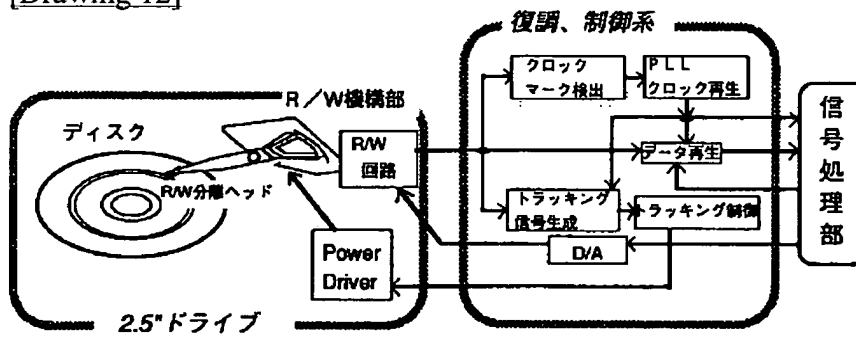 [Drawing 12]
復調、制御系
クロック
マーク検出
PLL
クロック再生
R/W機構部
ディスク
R/W
回路
データ再生
信号処理部
R/W分離ヘッド
トラッキング
信号生成
トラッキング制御
D/A
Power
Driver
2.5"ドライブ